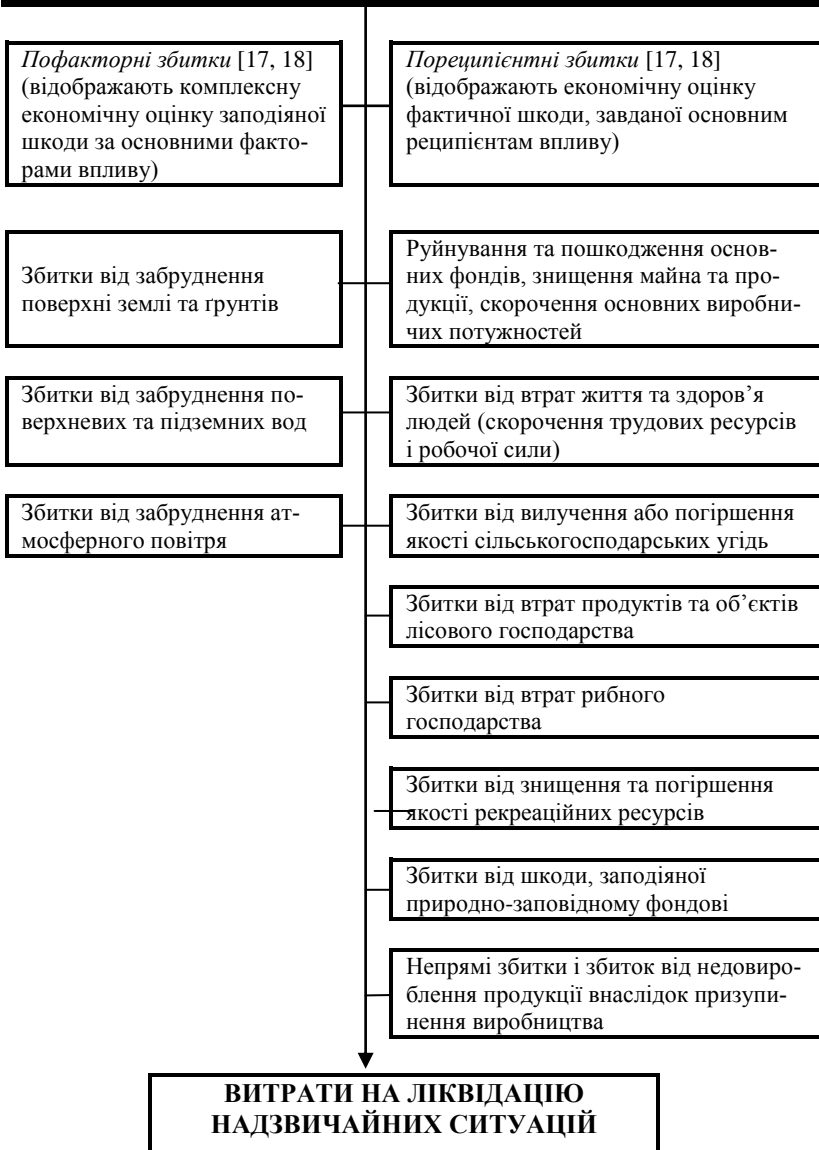 Пофакторні збитки [17, 18]
(відображають комплексну
економічну оцінку заподіяної
шкоди за основними факто-
рами впливу)
Пореципієнтні збитки [17, 18]
(відображають економічну оцінку
фактичної шкоди, завданої основним
реципієнтам впливу)
Збитки від забруднення
поверхні землі та ґрунтів
Руйнування та пошкодження основ-
них фондів, знищення майна та про-
дукції, скорочення основних виробни-
чих потужностей
Збитки від забруднення по-
верхневих та підземних вод
Збитки від втрат життя та здоров’я
людей (скорочення трудових ресурсів
і робочої сили)
Збитки від забруднення ат-
мосферного повітря
Збитки від вилучення або погіршення
якості сільськогосподарських угідь
Збитки від втрат продуктів та об’єктів
лісового господарства
Збитки від втрат рибного
господарства
Збитки від знищення та погіршення
якості рекреаційних ресурсів
Збитки від шкоди, заподіяної
природно-заповідному фондові
Непрямі збитки і збиток від недовиро-
блення продукції внаслідок призупи-
нення виробництва
ВИТРАТИ НА ЛІКВІДАЦІЮ
НАДЗВИЧАЙНИХ СИТУАЦІЙ